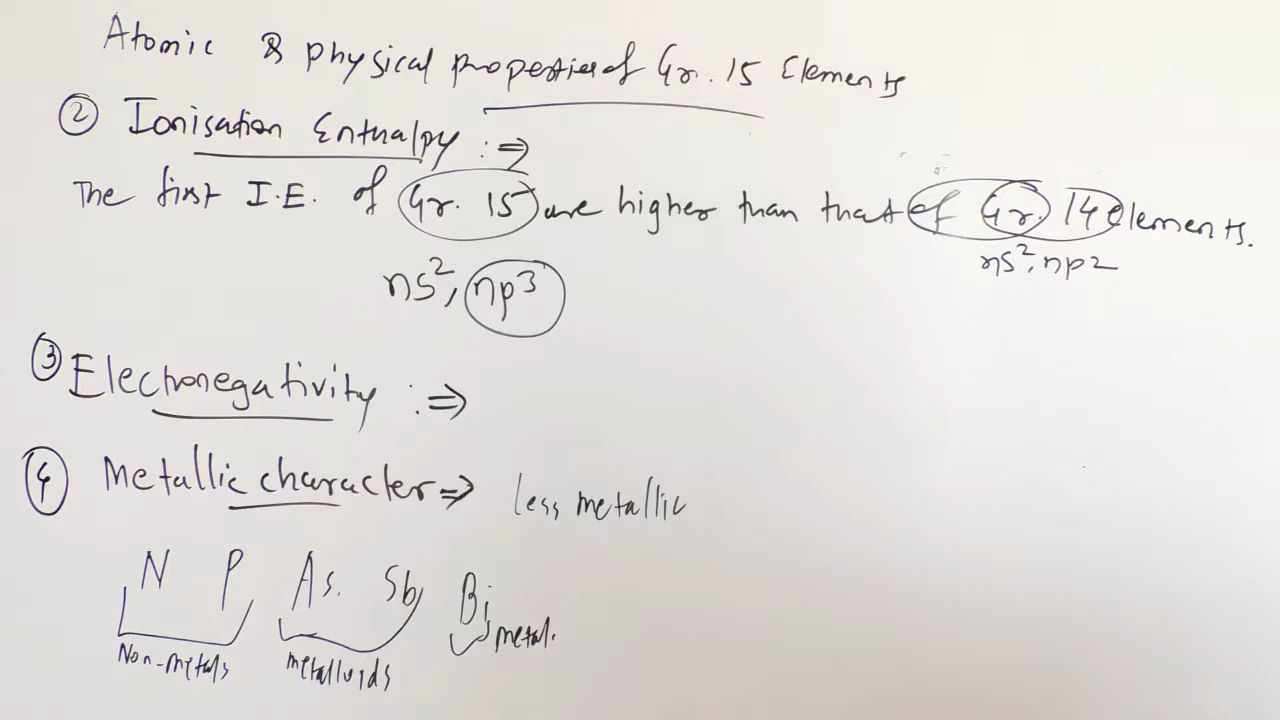 Atomic & physical properties of Gr. 15 Elements
② Ionisation Enthalpy :⇒
The first I.E. of Gr. 15 are higher than that of Gr. 14 elements.
ns², np³
ns², np2
③ Electronegativity :⇒
④ Metallic character ⇒ less metallic
N P As. Sb Bi
Non-metals metalloids metal.